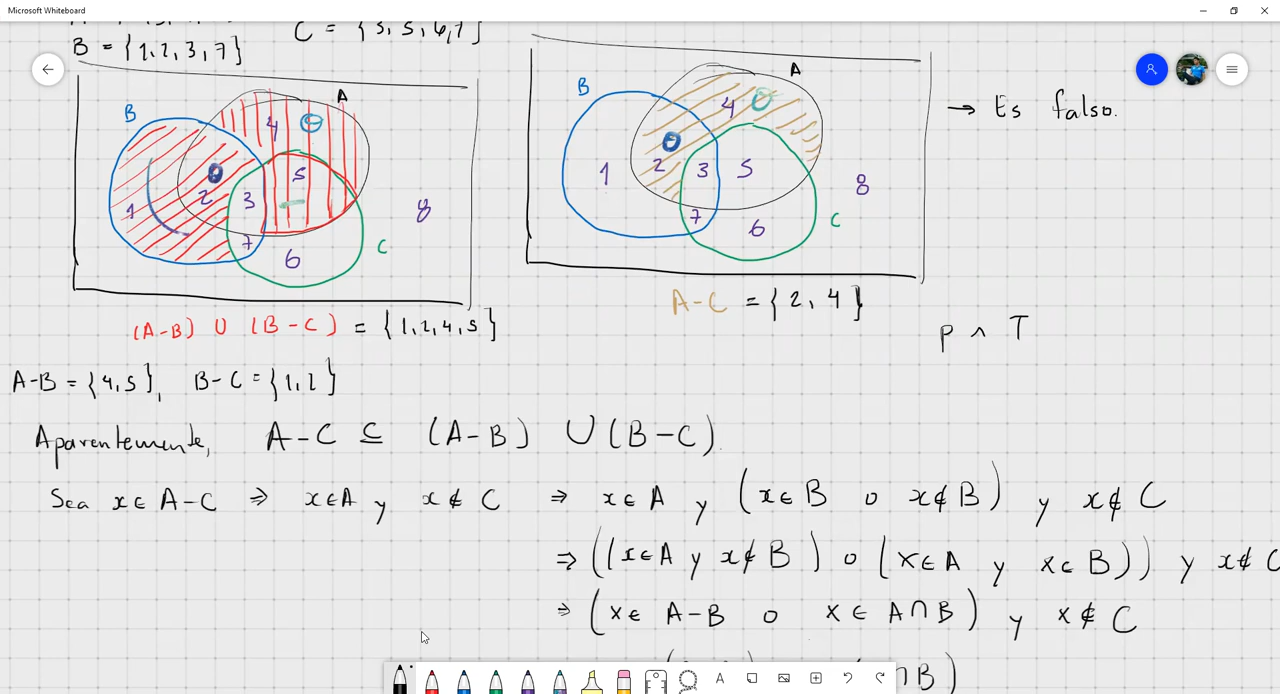 Microsoft Whiteboard
B = {1, 2, 3, 7}
C = {3, 5, 6, 7}
B
A
4
5
2
3
1
7
6
8
C
(A-B) ∪ (B-C) = {1, 2, 4, 5}
B
A
4
2
3
5
1
7
6
8
C
A-C = {2, 4}
→ Es falso.
p ∧ T
A-B = {4, 5}, B-C = {1, 2}
Aparentemente, A-C ⊆ (A-B) ∪ (B-C).
Sea x ∈ A-C ⇒ x ∈ A y x ∉ C ⇒ x ∈ A y (x ∈ B o x ∉ B) y x ∉ C
⇒ ((x ∈ A y x ∉ B) o (x ∈ A y x ∈ B)) y x ∉ C
⇒ (x ∈ A-B o x ∈ A∩B) y x ∉ C
∩B)